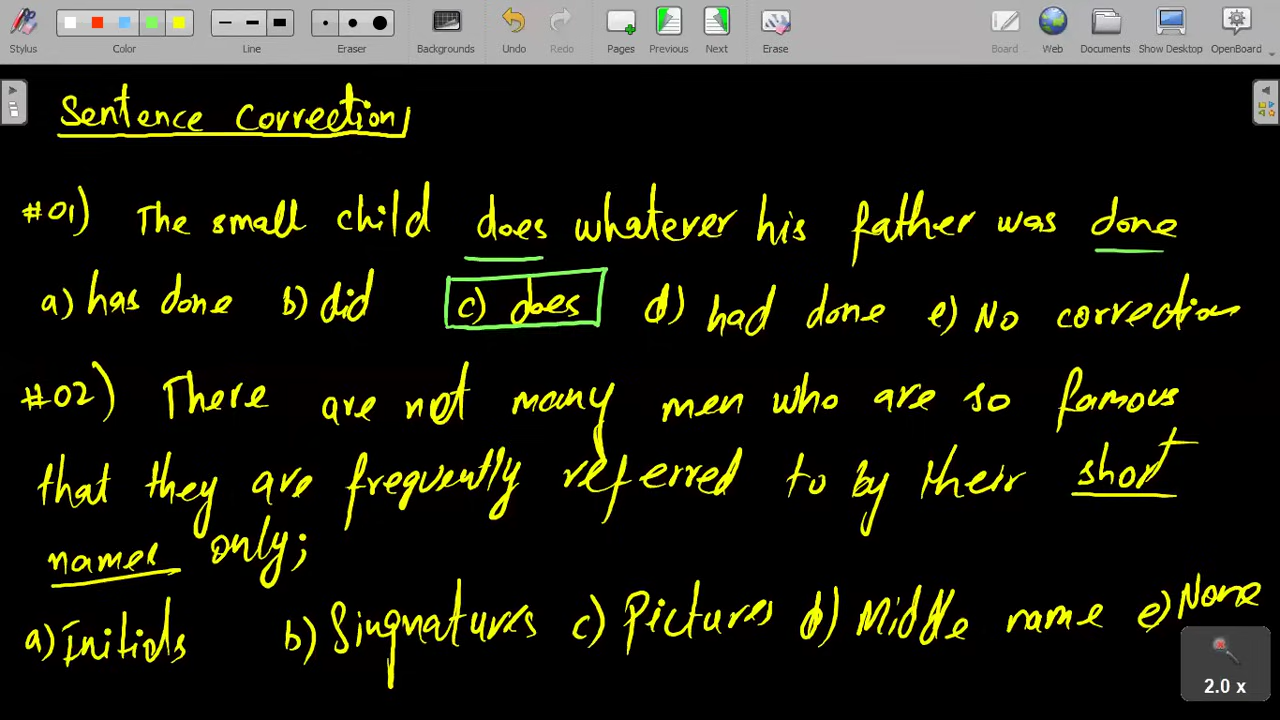 Stylus
Color
Line
Eraser
Backgrounds
Undo
Redo
Pages
Previous
Next
Erase
Board
Web
Documents
Show Desktop
OpenBoard
Sentence Correction
#01) The small child does whatever his father was done
a) has done b) did c) does d) had done e) No correction
#02) There are not many men who are so famous
that they are frequently referred to by their short
names only;
a) Initials b) Singnatures c) Pictures d) Middle name e) None
2.0 x